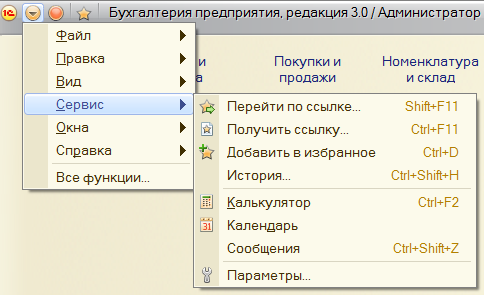 1С Бухгалтерия предприятия, редакция 3.0 / Администратор
Файл
Правка
Вид
Сервис
Окна
Справка
Все функции...
и
а
Покупки и
продажи
Номенклатура
и склад
Перейти по ссылке... Shift+F11
Получить ссылку... Ctrl+F11
Добавить в избранное Ctrl+D
История... Ctrl+Shift+H
Калькулятор Ctrl+F2
31 Календарь
Сообщения Ctrl+Shift+Z
Параметры...